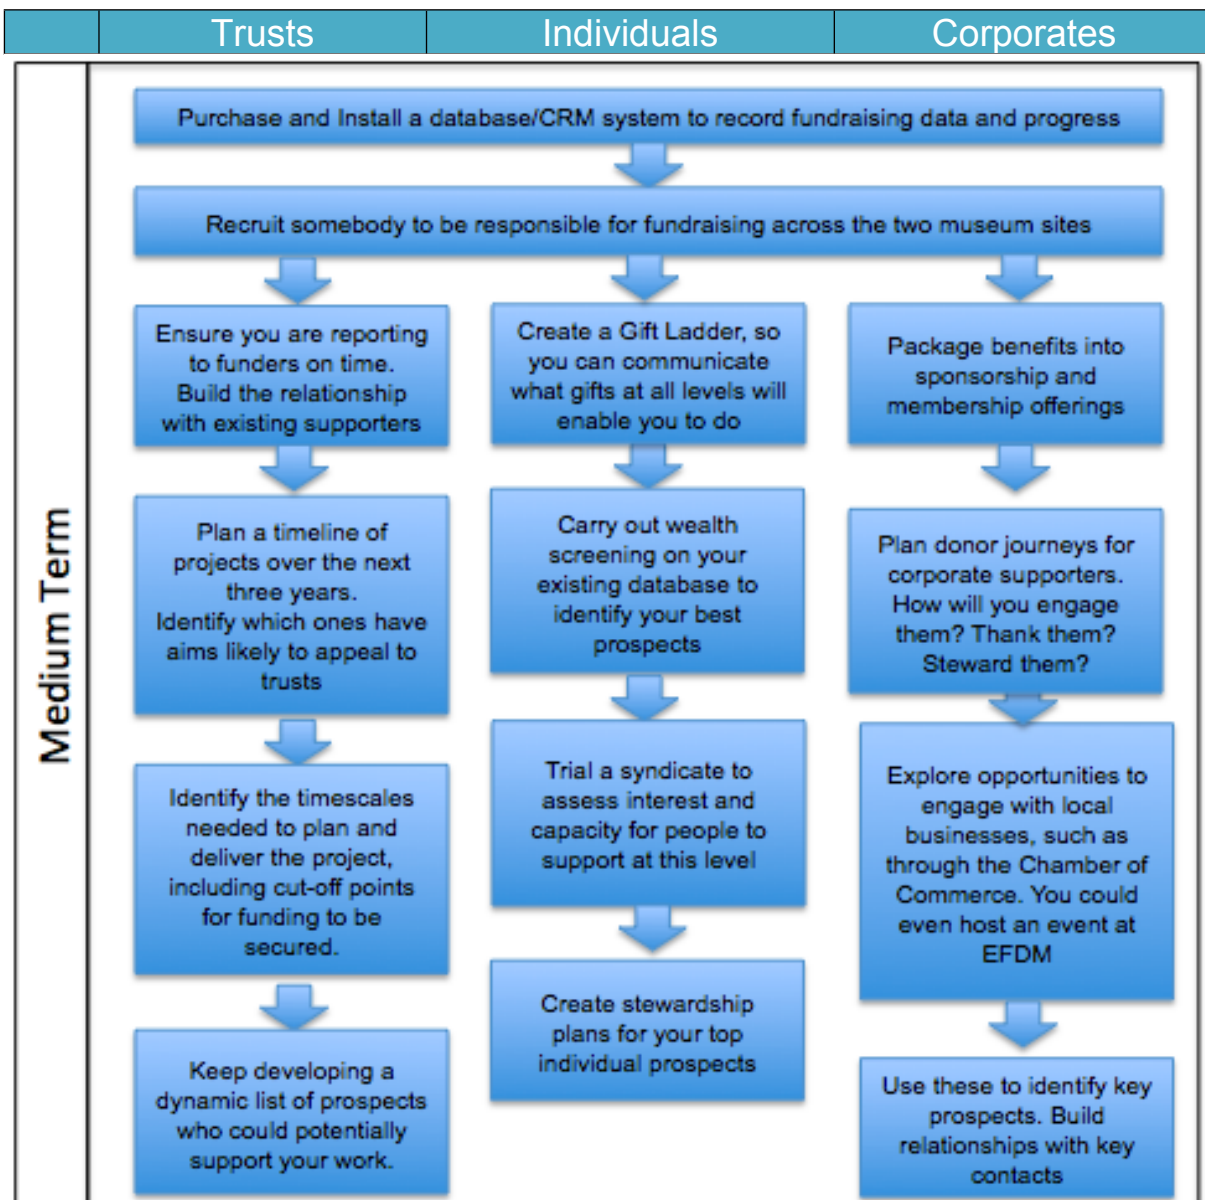 Trusts
Individuals
Corporates
Medium Term
Purchase and Install a database/CRM system to record fundraising data and progress
Recruit somebody to be responsible for fundraising across the two museum sites
Ensure you are reporting
to funders on time.
Build the relationship
with existing supporters
Plan a timeline of
projects over the next
three years.
Identify which ones have
aims likely to appeal to
trusts
Identify the timescales
needed to plan and
deliver the project,
including cut-off points
for funding to be
secured.
Keep developing a
dynamic list of prospects
who could potentially
support your work.
Create a Gift Ladder, so
you can communicate
what gifts at all levels will
enable you to do
Carry out wealth
screening on your
existing database to
identify your best
prospects
Trial a syndicate to
assess interest and
capacity for people to
support at this level
Create stewardship
plans for your top
individual prospects
Package benefits into
sponsorship and
membership offerings
Plan donor journeys for
corporate supporters.
How will you engage
them? Thank them?
Steward them?
Explore opportunities to
engage with local
businesses, such as
through the Chamber of
Commerce. You could
even host an event at
EFDM
Use these to identify key
prospects. Build
relationships with key
contacts